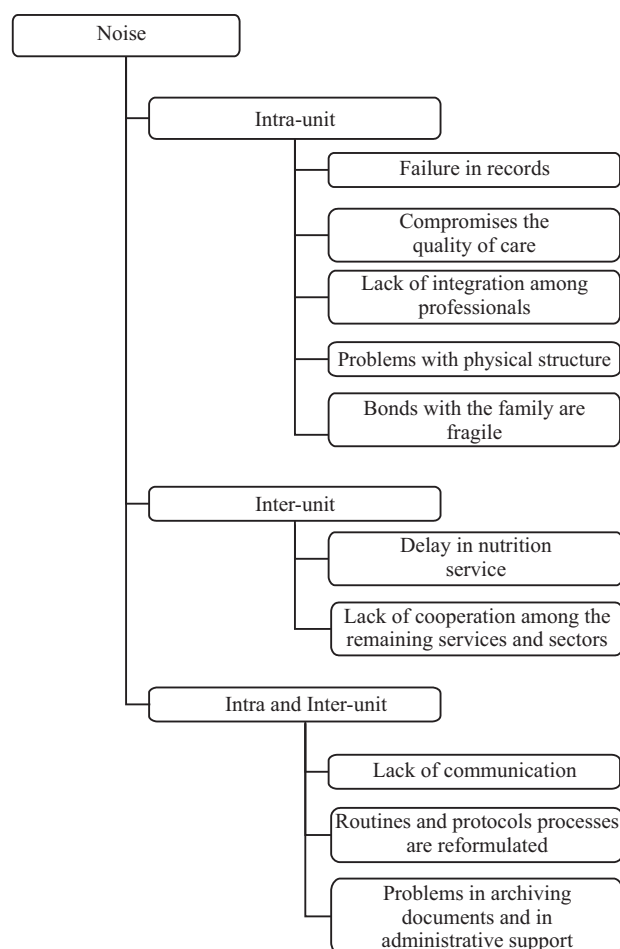 Noise
Intra-unit
Failure in records
Compromises the
quality of care
Lack of integration among
professionals
Problems with physical structure
Bonds with the family are
fragile
Inter-unit
Delay in nutrition
service
Lack of cooperation among the
remaining services and sectors
Intra and Inter-unit
Lack of communication
Routines and protocols processes
are reformulated
Problems in archiving
documents and in
administrative support